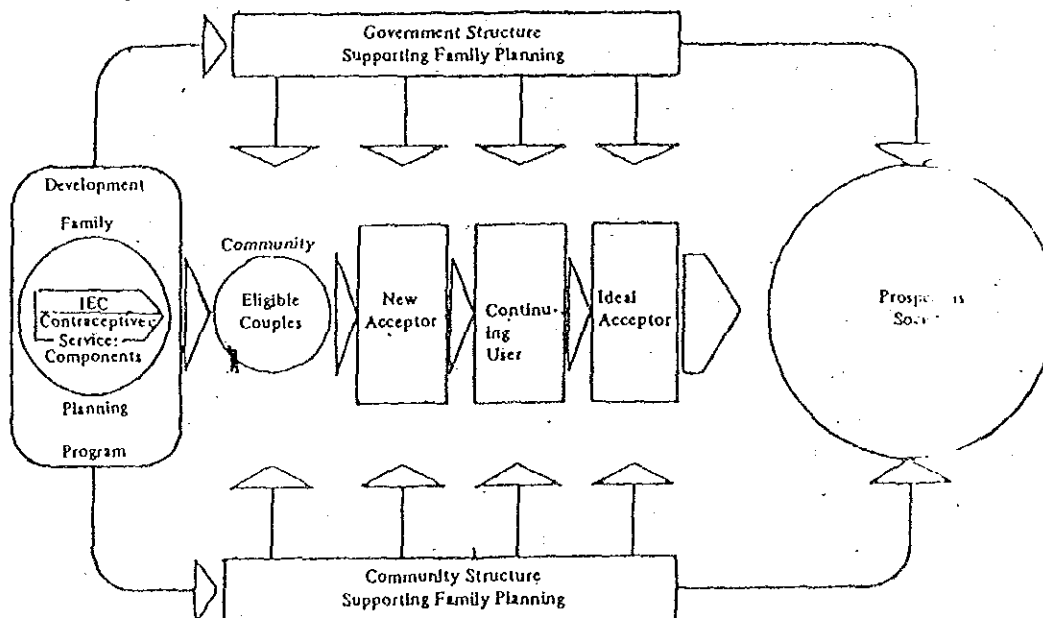 Government Structure
Supporting Family Planning
Development
Family
IEC
Contraceptive
Service:
Components
Planning
Program
Community
Eligible
Couples
New
Acceptor
Continu-
ing
User
Ideal
Acceptor
Community Structure
Supporting Family Planning